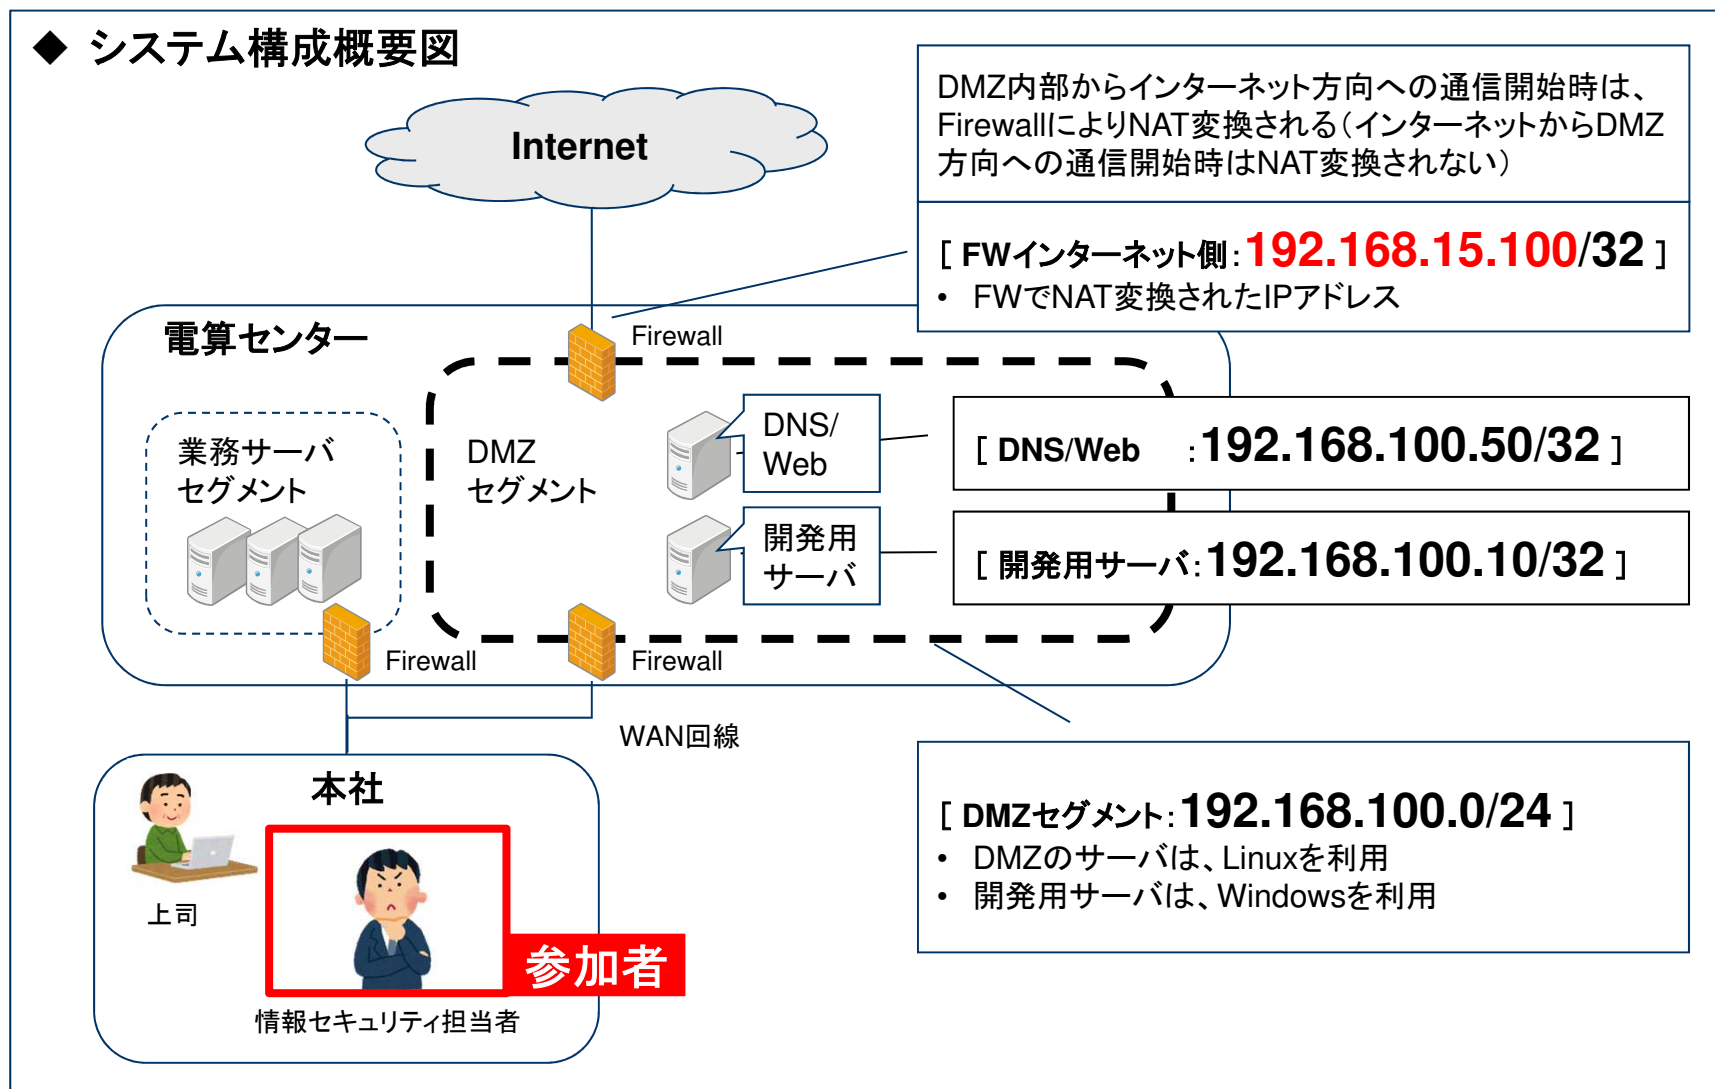 ◆ システム構成概要図
Internet
DMZ内部からインターネット方向への通信開始時は、
FirewallによりNAT変換される（インターネットからDMZ
方向への通信開始時はNAT変換されない）
[ FWインターネット側：192.168.15.100/32 ]
• FWでNAT変換されたIPアドレス
電算センター
Firewall
業務サーバ
セグメント
DMZ
セグメント
DNS/
Web
[ DNS/Web ：192.168.100.50/32 ]
開発用
サーバ
[ 開発用サーバ：192.168.100.10/32 ]
Firewall
Firewall
WAN回線
本社
上司
参加者
情報セキュリティ担当者
[ DMZセグメント：192.168.100.0/24 ]
• DMZのサーバは、Linuxを利用
• 開発用サーバは、Windowsを利用